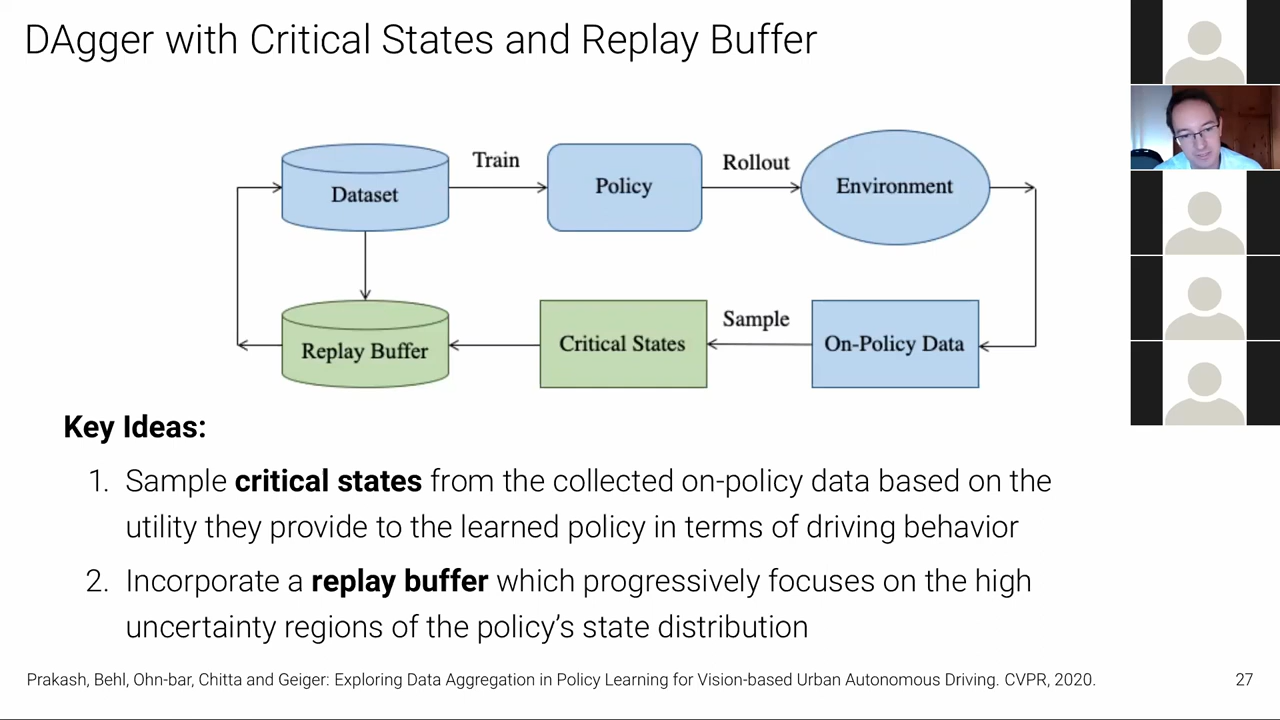 DAgger with Critical States and Replay Buffer
Train
Rollout
Dataset
Policy
Environment
Sample
Replay Buffer
Critical States
On-Policy Data
Key Ideas:
1. Sample critical states from the collected on-policy data based on the
utility they provide to the learned policy in terms of driving behavior
2. Incorporate a replay buffer which progressively focuses on the high
uncertainty regions of the policy's state distribution
Prakash, Behl, Ohn-bar, Chitta and Geiger: Exploring Data Aggregation in Policy Learning for Vision-based Urban Autonomous Driving. CVPR, 2020.
27